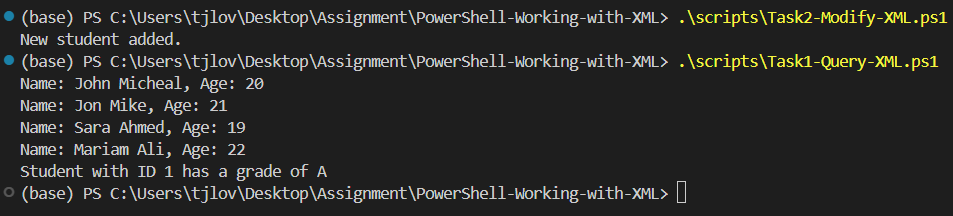 (base) PS C:\Users\tjlov\Desktop\Assignment\PowerShell-Working-with-XML> .\scripts\Task2-Modify-XML.ps1
New student added.
(base) PS C:\Users\tjlov\Desktop\Assignment\PowerShell-Working-with-XML> .\scripts\Task1-Query-XML.ps1
Name: John Micheal, Age: 20
Name: Jon Mike, Age: 21
Name: Sara Ahmed, Age: 19
Name: Mariam Ali, Age: 22
Student with ID 1 has a grade of A
(base) PS C:\Users\tjlov\Desktop\Assignment\PowerShell-Working-with-XML>